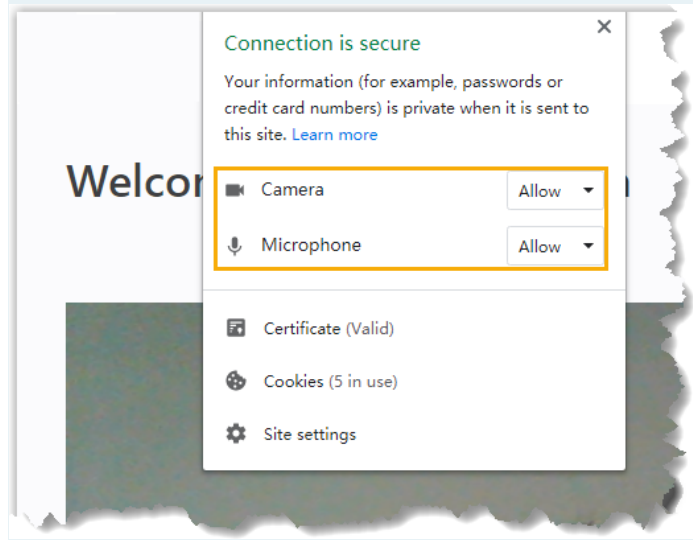 Connection is secure
Your information (for example, passwords or
credit card numbers) is private when it is sent to
this site. Learn more
Welcom
Camera Allow
Microphone Allow
Certificate (Valid)
Cookies (5 in use)
Site settings